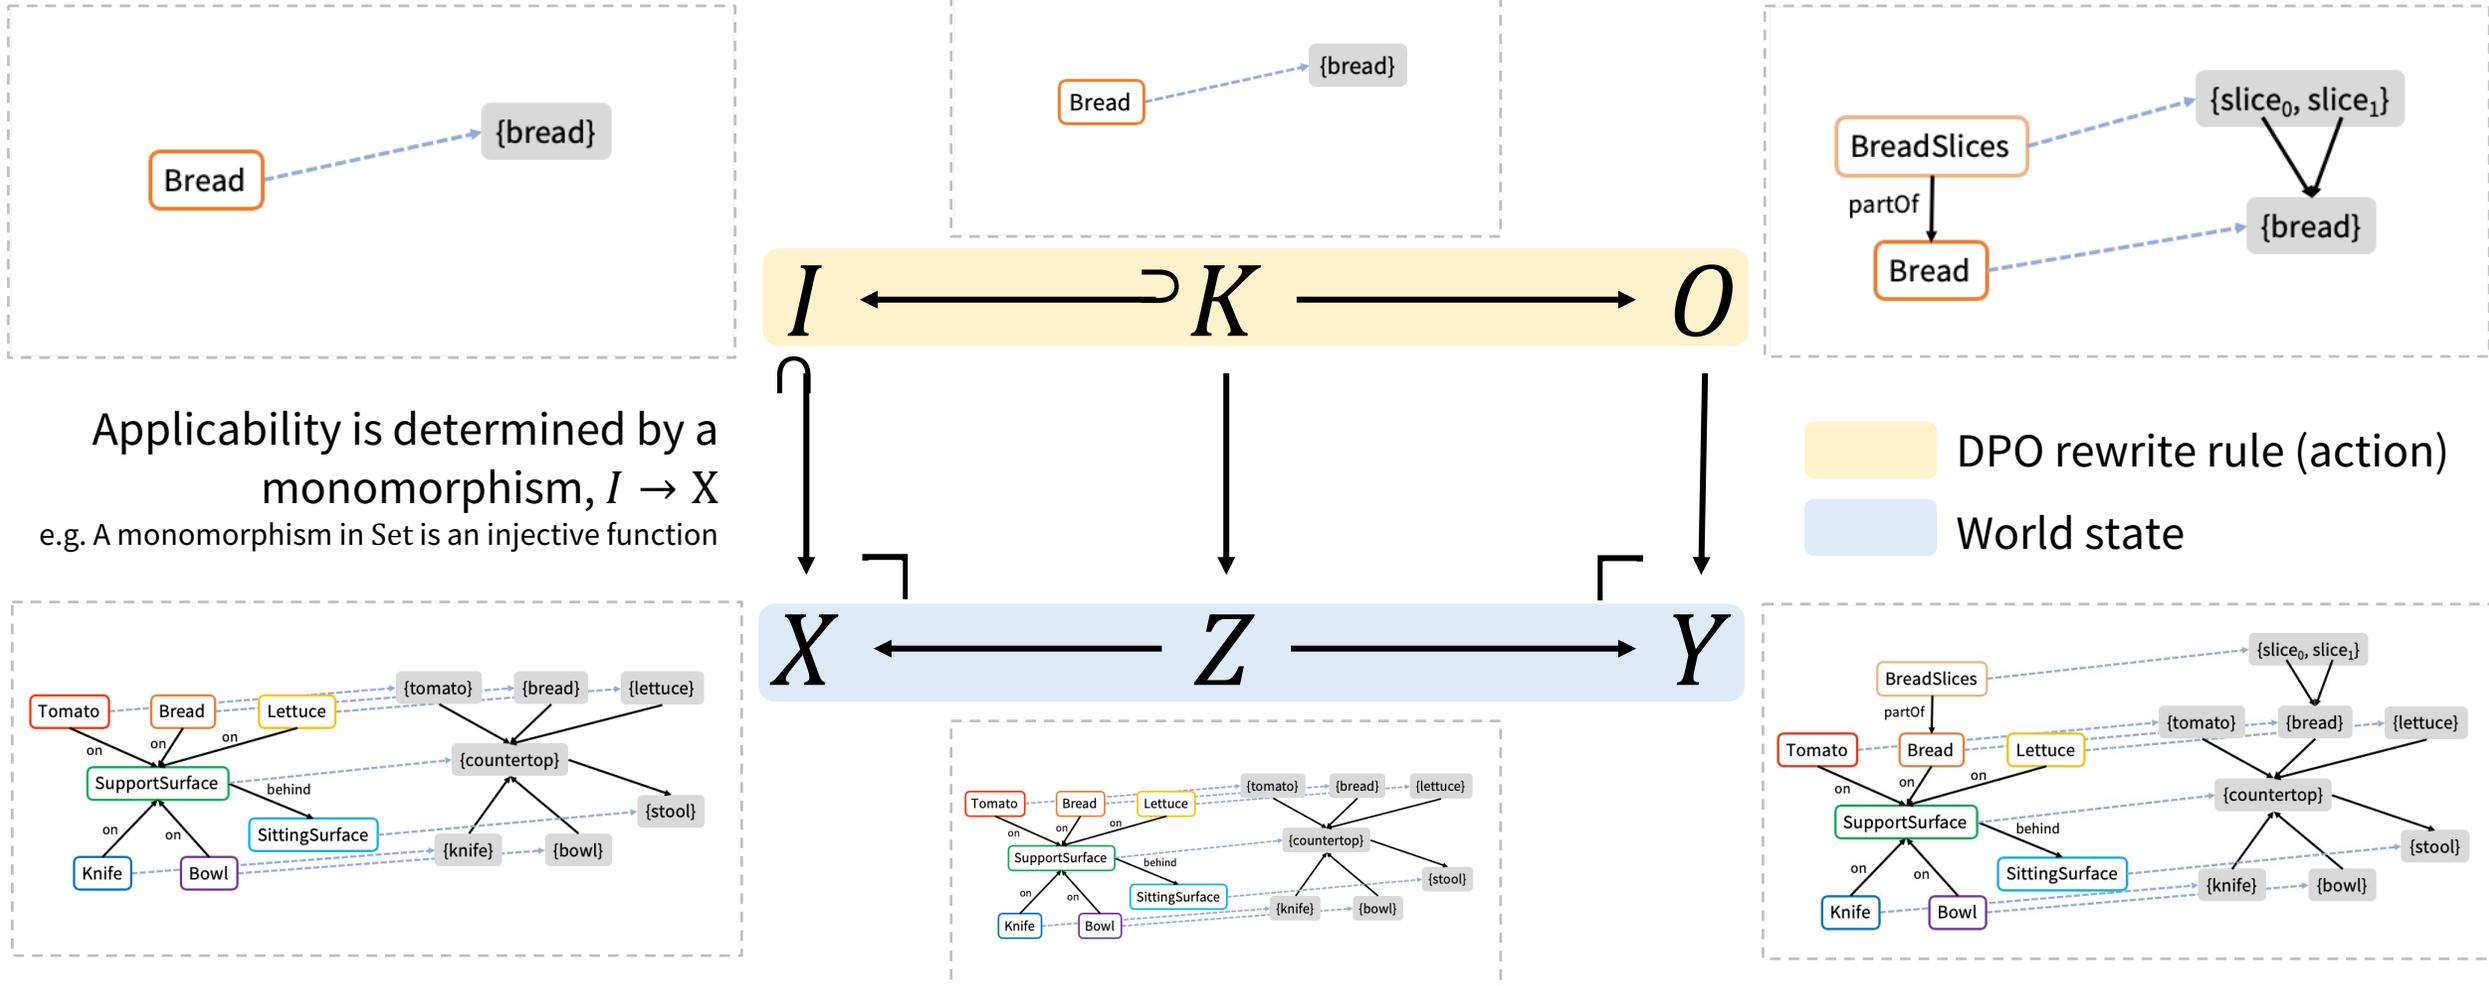 Bread
{bread}
Bread
{bread}
BreadSlices
{slice₀, slice₁}
partOf
Bread
{bread}
I
K
O
Applicability is determined by a
monomorphism, I → X
e.g. A monomorphism in Set is an injective function
DPO rewrite rule (action)
World state
X
Z
Y
Tomato
Bread
Lettuce
{tomato}
{bread}
{lettuce}
on
on
on
SupportSurface
{countertop}
behind
{stool}
on
on
SittingSurface
{knife}
{bowl}
Knife
Bowl
Tomato
Bread
Lettuce
{tomato}
{bread}
{lettuce}
on
on
on
SupportSurface
{countertop}
behind
{stool}
on
on
SittingSurface
{knife}
{bowl}
Knife
Bowl
BreadSlices
{slice₀, slice₁}
partOf
Tomato
Bread
Lettuce
{tomato}
{bread}
{lettuce}
on
on
on
SupportSurface
{countertop}
behind
{stool}
on
on
SittingSurface
{knife}
{bowl}
Knife
Bowl